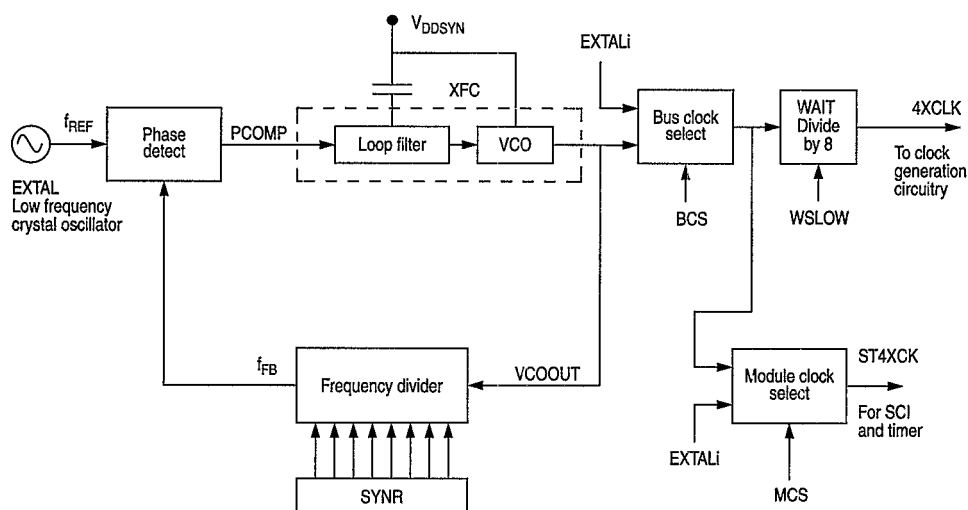 VDDSYN
EXTALi
XFC
fREF
Phase
detect
PCOMP
Loop filter
VCO
Bus clock
select
WAIT
Divide
by 8
4XCLK
To clock
generation
circuitry
EXTAL
Low frequency
crystal oscillator
BCS
WSLOW
fFB
Frequency divider
VCOOUT
Module clock
select
ST4XCK
For SCI
and timer
EXTALi
SYNR
MCS